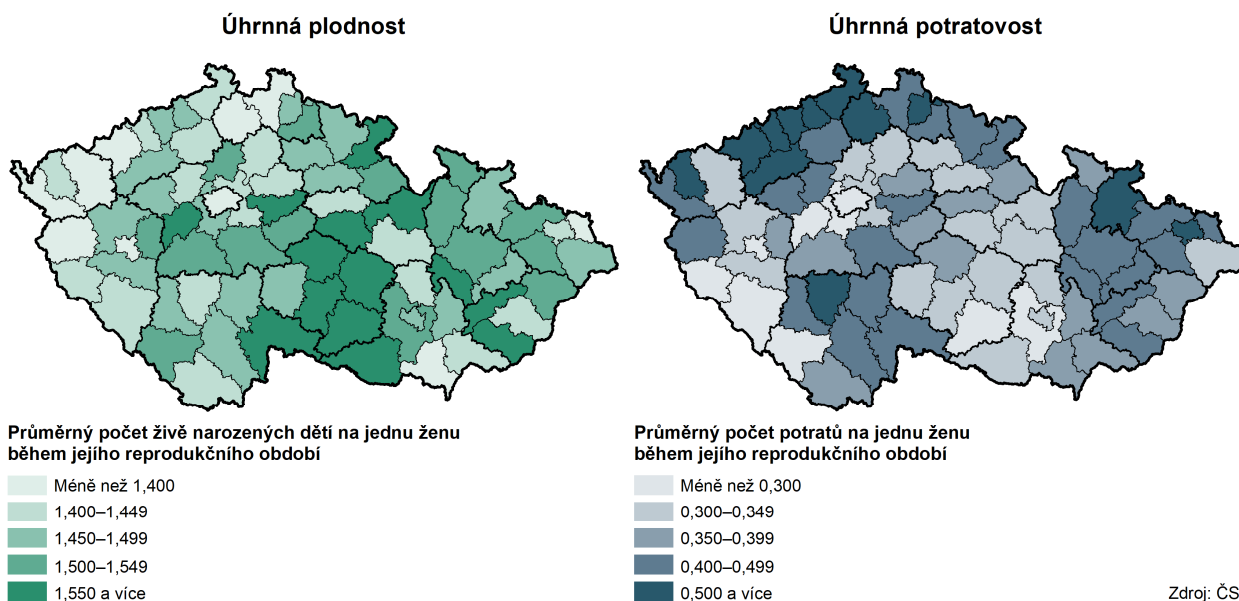 Úhrnná plodnost
Úhrnná potratovost
Průměrný počet živě narozených dětí na jednu ženu
během jejího reprodukčního období
Méně než 1,400
1,400–1,449
1,450–1,499
1,500–1,549
1,550 a více
Průměrný počet potratů na jednu ženu
během jejího reprodukčního období
Méně než 0,300
0,300–0,349
0,350–0,399
0,400–0,499
0,500 a více
Zdroj: ČS